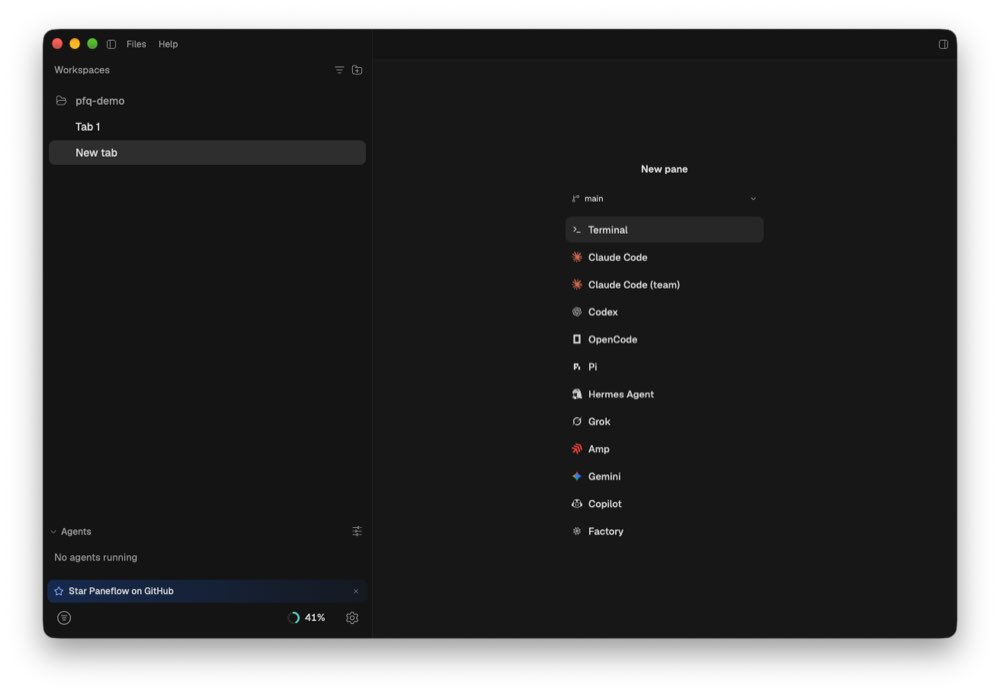 Files Help
Workspaces
pfq-demo
Tab 1
New tab
New pane
main
Terminal
Claude Code
Claude Code (team)
Codex
OpenCode
Pi
Hermes Agent
Grok
Amp
Gemini
Copilot
Factory
Agents
No agents running
Star Paneflow on GitHub
41%